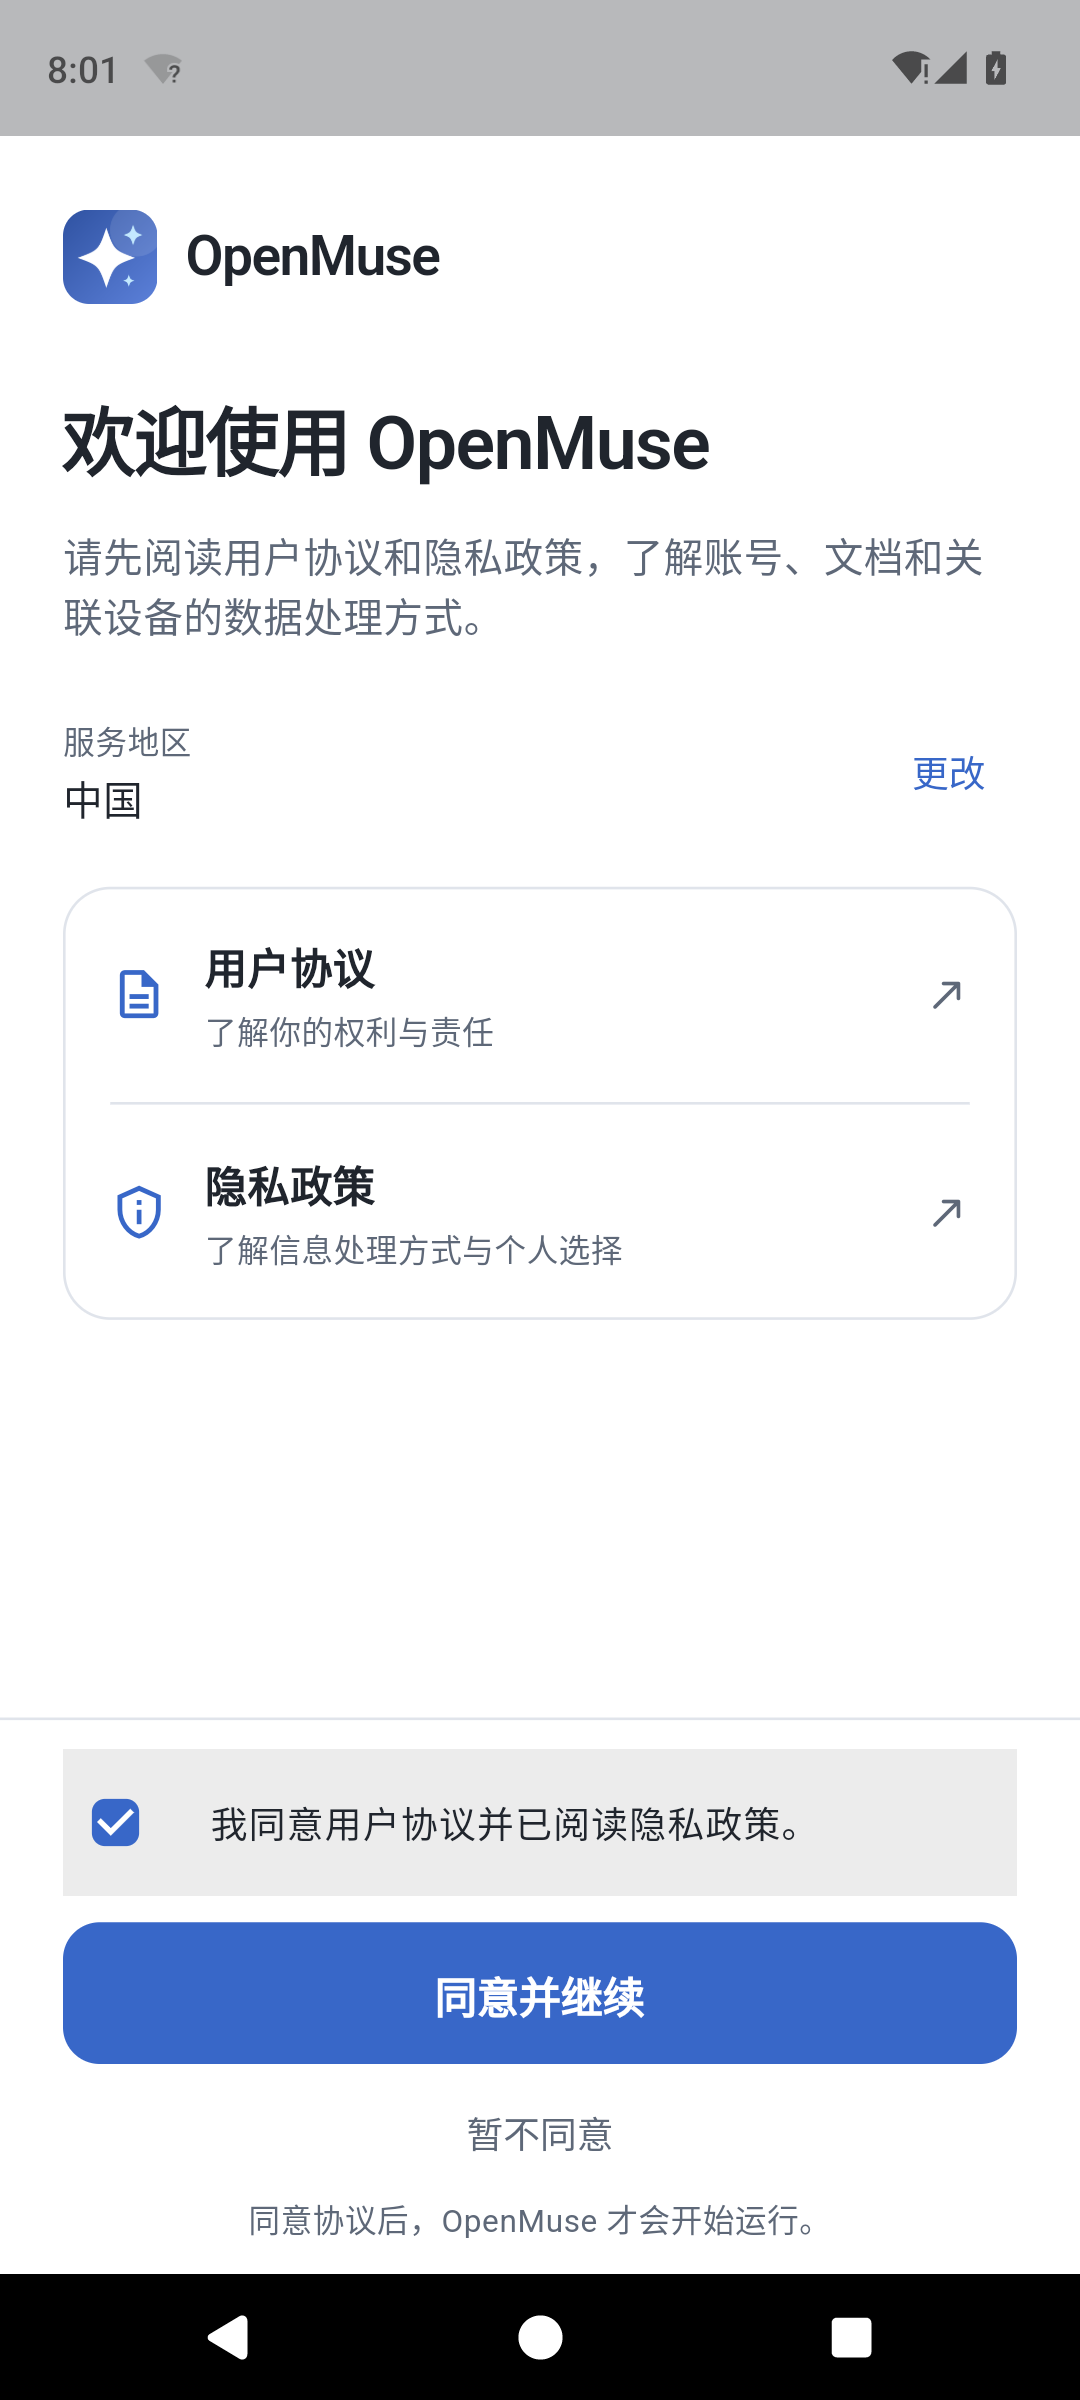 8:01
OpenMuse
欢迎使用 OpenMuse
请先阅读用户协议和隐私政策，了解账号、文档和关
联设备的数据处理方式。
服务地区
中国
更改
用户协议
了解你的权利与责任
隐私政策
了解信息处理方式与个人选择
我同意用户协议并已阅读隐私政策。
同意并继续
暂不同意
同意协议后，OpenMuse 才会开始运行。